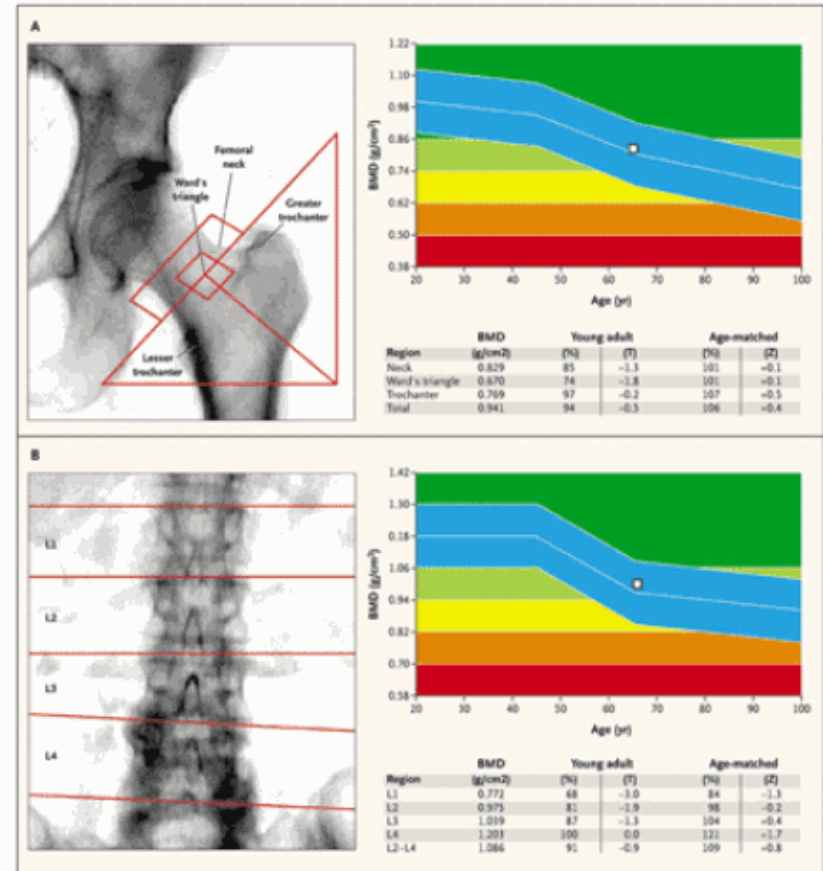 A
Femoral
neck
Ward's
triangle
Greater
trochanter
Lesser
trochanter
BMD (g/cm²)
1.22
1.10
0.98
0.86
0.74
0.62
0.50
0.38
20 30 40 50 60 70 80 90 100
Age (yr)
BMD Young adult Age-matched
Region (g/cm2) (%) (T) (%) (Z)
Neck 0.829 85 −1.3 101 +0.1
Ward's triangle 0.670 74 −1.8 101 +0.1
Trochanter 0.769 97 −0.2 107 +0.5
Total 0.941 94 −0.5 106 +0.4
B
L1
L2
L3
L4
BMD (g/cm²)
1.42
1.30
0.18
1.06
0.94
0.82
0.70
0.58
20 30 40 50 60 70 80 90 100
Age (yr)
BMD Young adult Age-matched
Region (g/cm2) (%) (T) (%) (Z)
L1 0.772 68 −3.0 84 −1.3
L2 0.975 81 −1.9 98 −0.2
L3 1.039 87 −1.3 104 +0.4
L4 1.203 100 0.0 121 +1.7
L2–L4 1.086 91 −0.9 109 +0.8